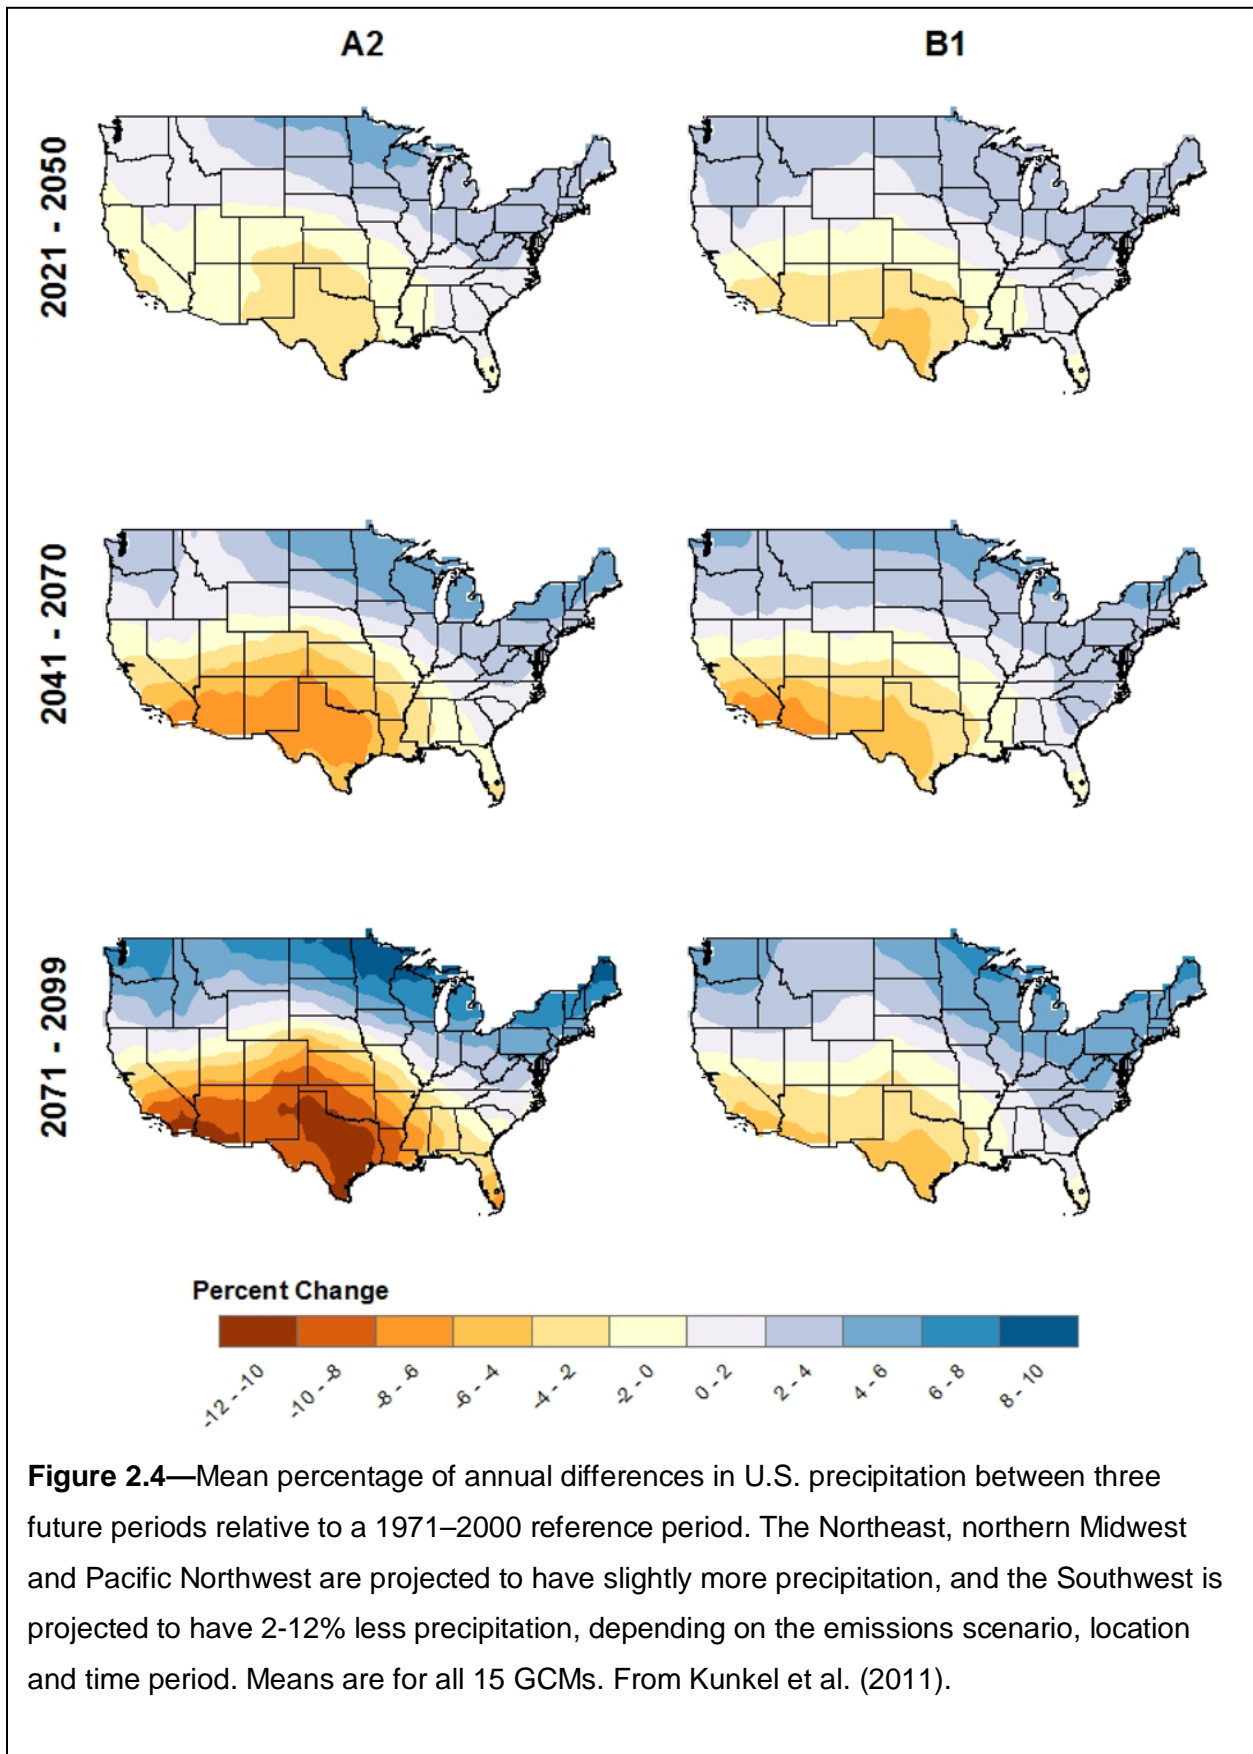 A2
B1
2021 - 2050
2041 - 2070
2071 - 2099
Percent Change
-12 - -10
-10 - -8
-8 - -6
-6 - -4
-4 - -2
-2 - 0
0 - 2
2 - 4
4 - 6
6 - 8
8 - 10
Figure 2.4—Mean percentage of annual differences in U.S. precipitation between three
future periods relative to a 1971–2000 reference period. The Northeast, northern Midwest
and Pacific Northwest are projected to have slightly more precipitation, and the Southwest is
projected to have 2-12% less precipitation, depending on the emissions scenario, location
and time period. Means are for all 15 GCMs. From Kunkel et al. (2011).